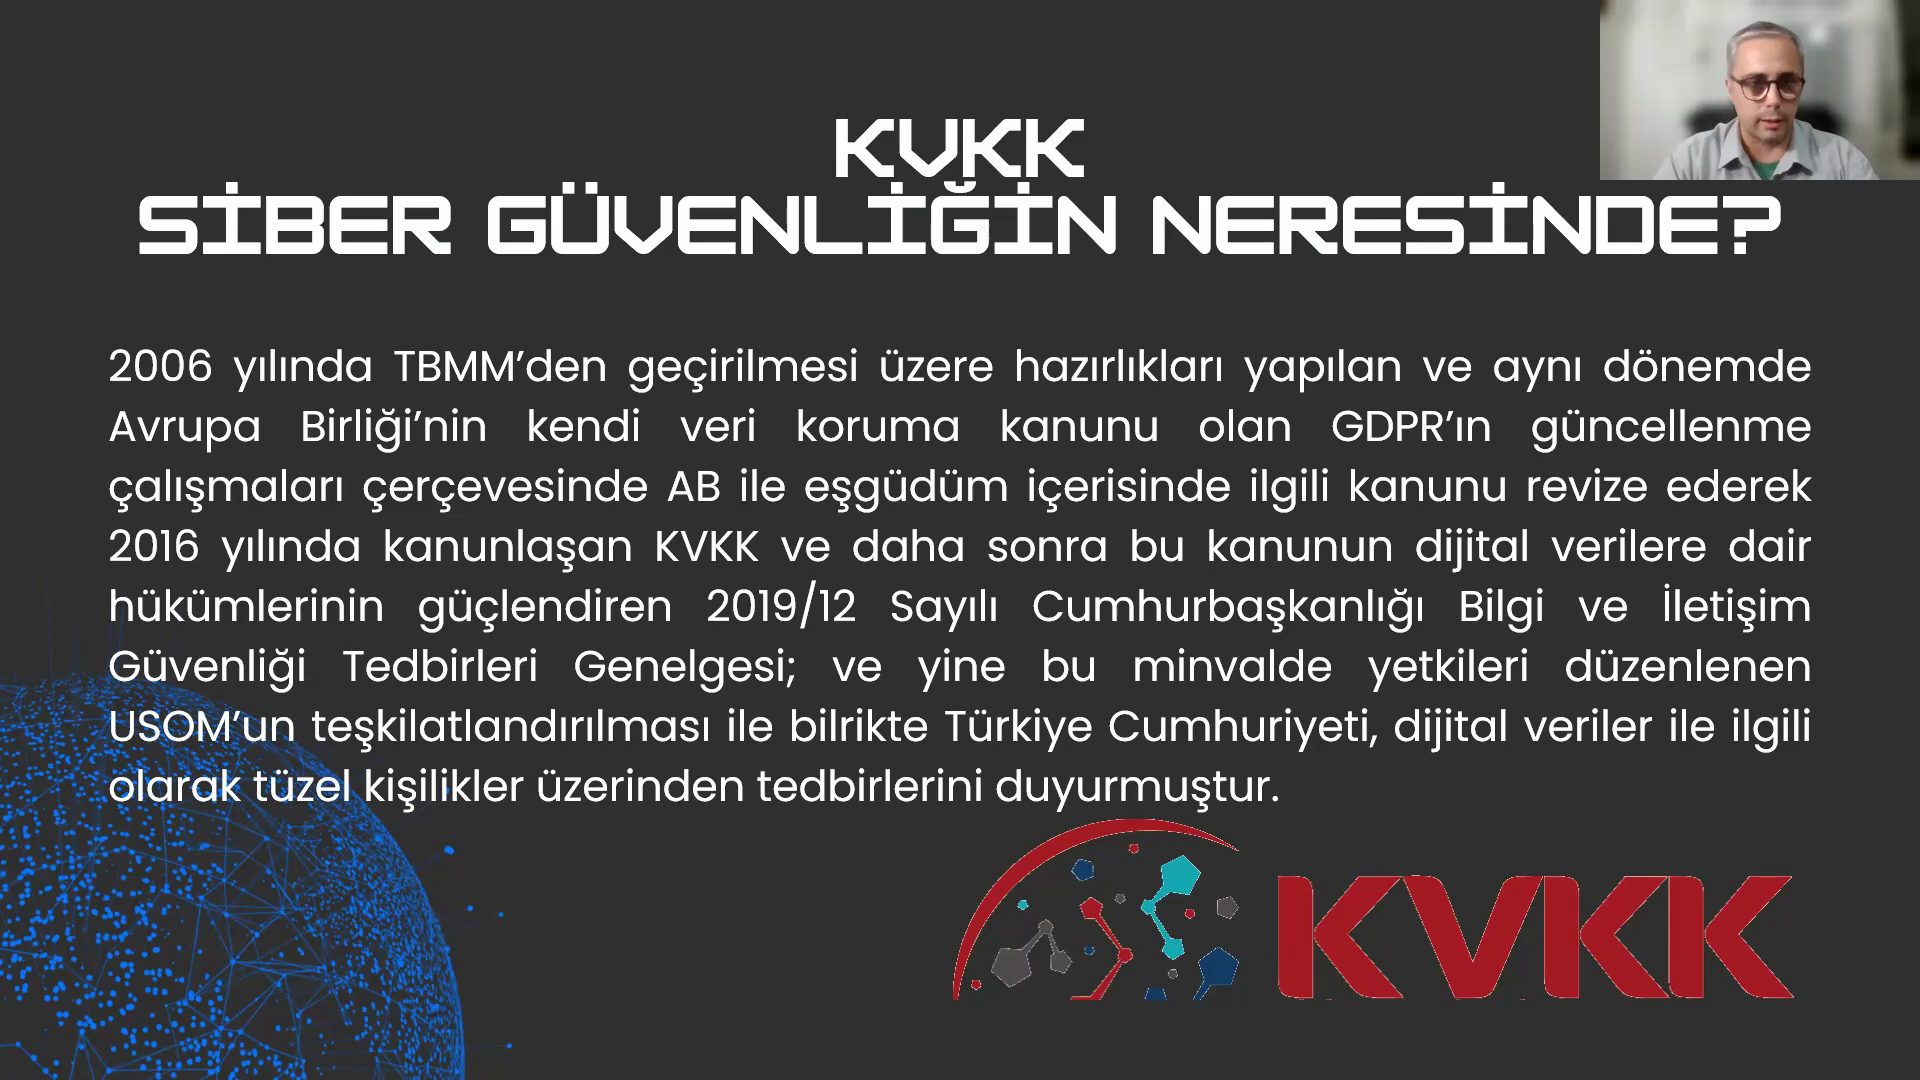 KVKK
SİBER GÜVENLİĞİN NERESİNDE?
2006 yılında TBMM’den geçirilmesi üzere hazırlıkları yapılan ve aynı dönemde
Avrupa Birliği’nin kendi veri koruma kanunu olan GDPR’ın güncellenme
çalışmaları çerçevesinde AB ile eşgüdüm içerisinde ilgili kanunu revize ederek
2016 yılında kanunlaşan KVKK ve daha sonra bu kanunun dijital verilere dair
hükümlerinin güçlendiren 2019/12 Sayılı Cumhurbaşkanlığı Bilgi ve İletişim
Güvenliği Tedbirleri Genelgesi; ve yine bu minvalde yetkileri düzenlenen
USOM’un teşkilatlandırılması ile bilrikte Türkiye Cumhuriyeti, dijital veriler ile ilgili
olarak tüzel kişilikler üzerinden tedbirlerini duyurmuştur.
KVKK